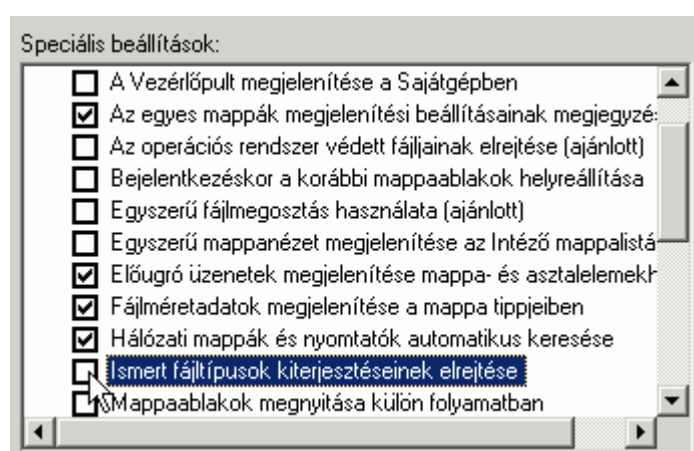 Speciális beállítások:
A Vezérlőpult megjelenítése a Sajátgépben
Az egyes mappák megjelenítési beállításainak megjegyzés
Az operációs rendszer védett fájljainak elrejtése (ajánlott)
Bejelentkezéskor a korábbi mappaablakok helyreállítása
Egyszerű fájlmegosztás használata (ajánlott)
Egyszerű mappanézet megjelenítése az Intéző mappalistá
Előugró üzenetek megjelenítése mappa- és asztalelemekh
Fájlméretadatok megjelenítése a mappa tippjeiben
Hálózati mappák és nyomtatók automatikus keresése
Ismert fájltípusok kiterjesztéseinek elrejtése
Mappaablakok megnyitása külön folyamatban